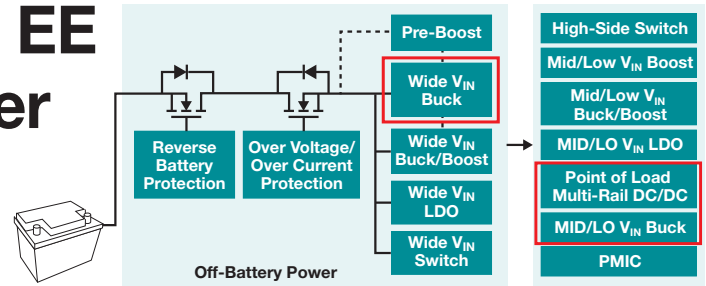 EE
er
Pre-Boost
Wide VIN
Buck
Wide VIN
Buck/Boost
Wide VIN
LDO
Wide VIN
Switch
Reverse
Battery
Protection
Over Voltage/
Over Current
Protection
Off-Battery Power
High-Side Switch
Mid/Low VIN Boost
Mid/Low VIN
Buck/Boost
MID/LO VIN LDO
Point of Load
Multi-Rail DC/DC
MID/LO VIN Buck
PMIC